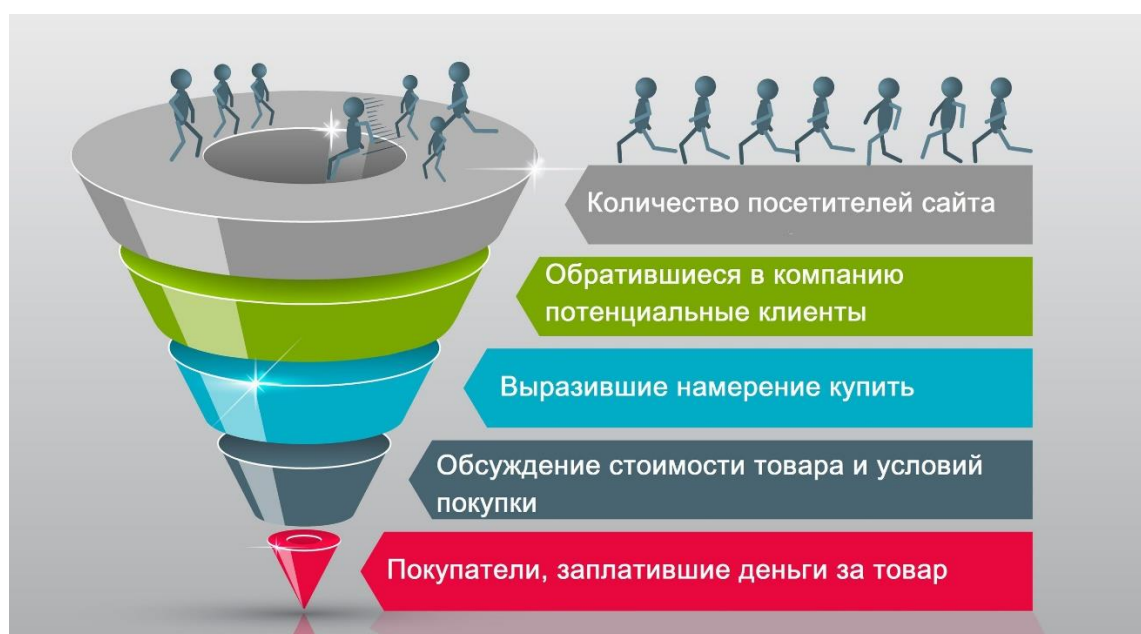 Количество посетителей сайта
Обратившиеся в компанию
потенциальные клиенты
Выразившие намерение купить
Обсуждение стоимости товара и условий
покупки
Покупатели, заплатившие деньги за товар